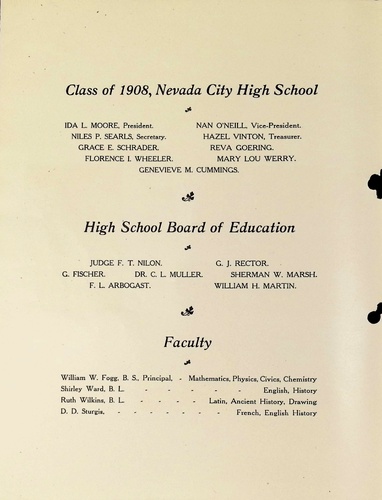 Class of 1908, Nevada City High School
IDA L. MOORE, President. NAN O'NEILL, Vice-President.
NILES P. SEARLS, Secretary. HAZEL VINTON, Treasurer.
GRACE E. SCHRADER. REVA GOERING.
FLORENCE I. WHEELER. MARY LOU WERRY.
GENEVIEVE M. CUMMINGS.
High School Board of Education
JUDGE F. T. NILON. G. J. RECTOR.
G. FISCHER. DR. C. L. MULLER. SHERMAN W. MARSH.
F. L. ARBOGAST. WILLIAM H. MARTIN.
Faculty
William W. Fogg, B. S., Principal, - Mathematics, Physics, Civics, Chemistry
Shirley Ward, B. L. - - - - - - English, History
Ruth Wilkins, B. L. - - - - Latin, Ancient History, Drawing
D. D. Sturgis, - - - - - - - French, English History